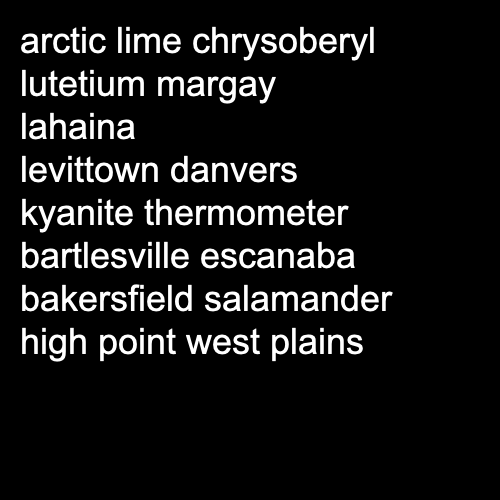 arctic lime chrysoberyl
lutetium margay
lahaina
levittown danvers
kyanite thermometer
bartlesville escanaba
bakersfield salamander
high point west plains